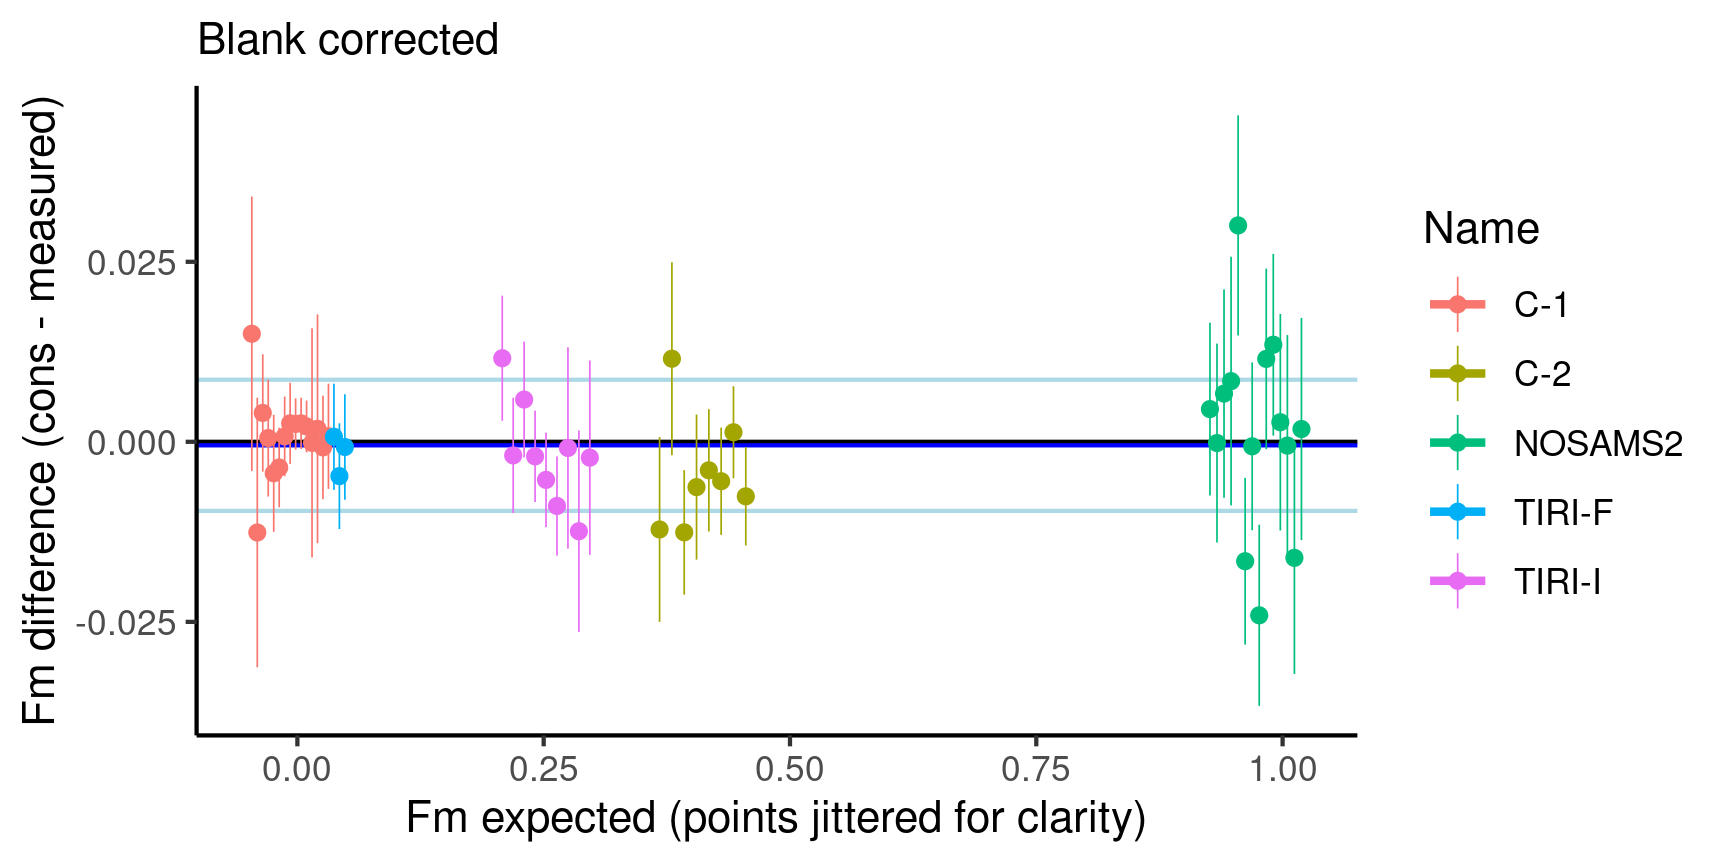 Blank corrected
Fm difference (cons - measured)
0.025
0.000
-0.025
0.00
0.25
0.50
0.75
1.00
Fm expected (points jittered for clarity)
Name
C-1
C-2
NOSAMS2
TIRI-F
TIRI-I